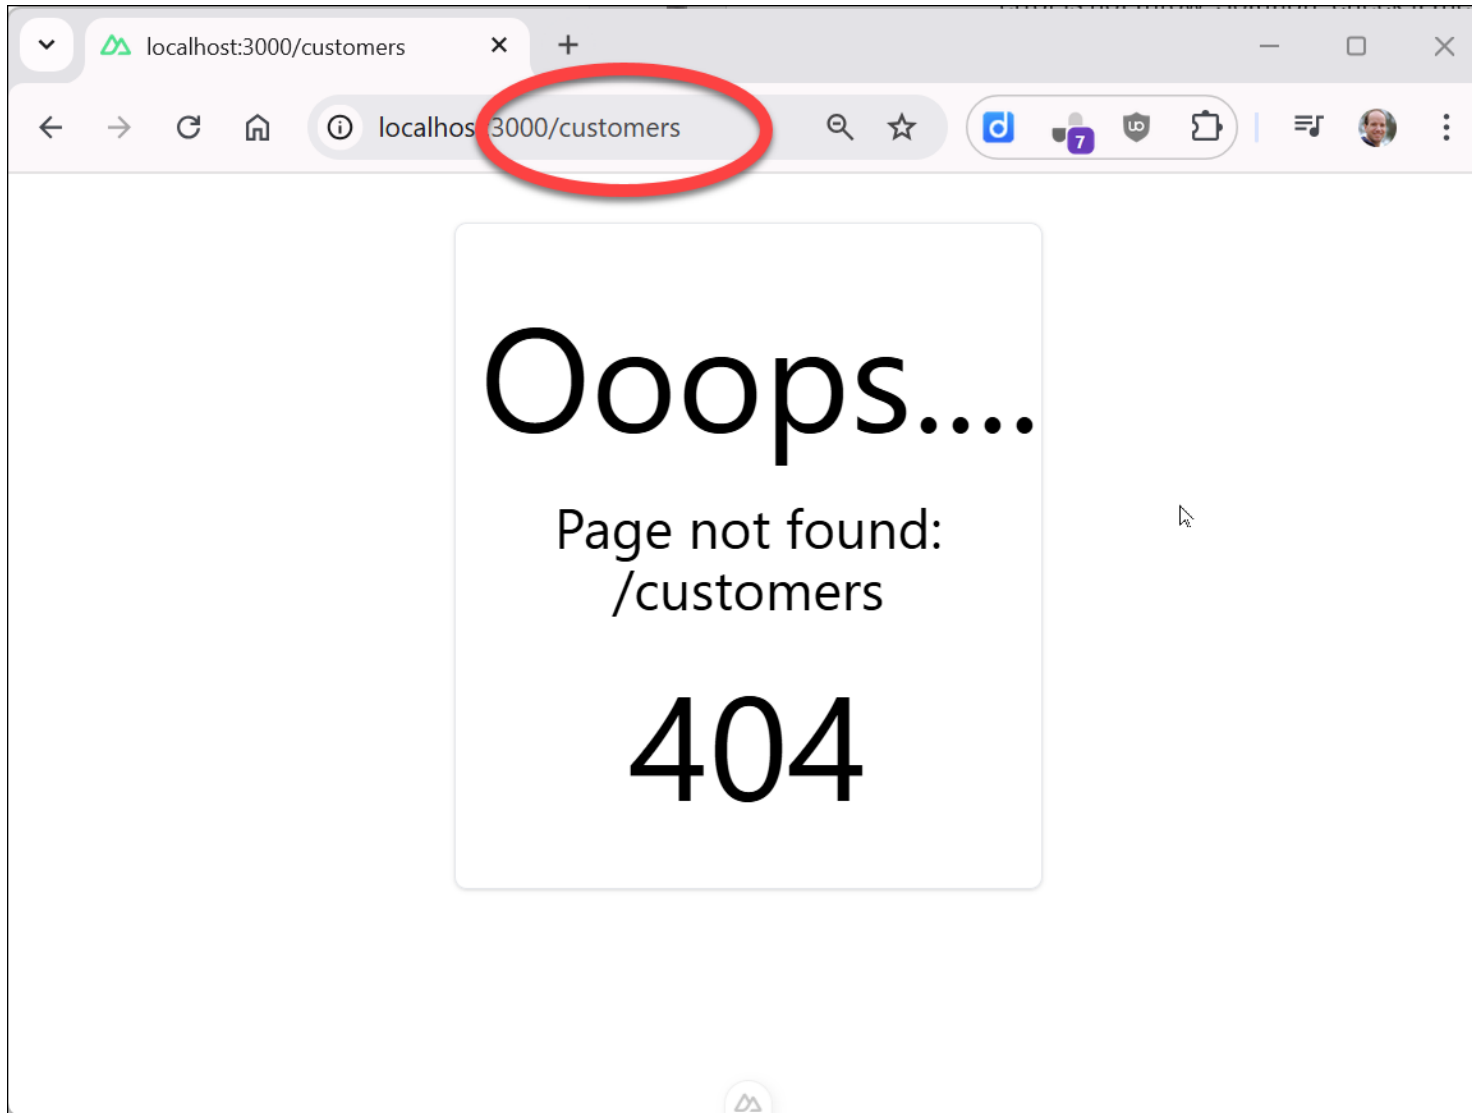 localhost:3000/customers
localhos :3000/customers
7
Ooops....
Page not found:
/customers
404